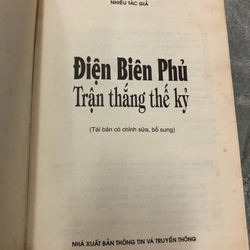 NHIỀU TÁC GIẢ
Điện Biên Phủ
Trận thắng thế kỷ
(Tái bản có chỉnh sửa, bổ sung)
NHÀ XUẤT BẢN THÔNG TIN VÀ TRUYỀN THÔNG